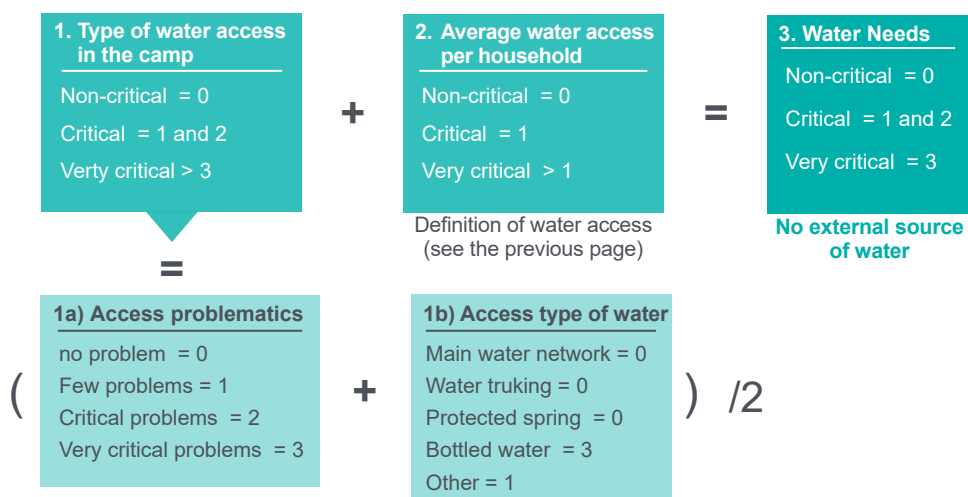 1. Type of water access
in the camp
Non-critical = 0
Critical = 1 and 2
Verty critical > 3
+
2. Average water access
per household
Non-critical = 0
Critical = 1
Very critical > 1
Definition of water access
(see the previous page)
=
3. Water Needs
Non-critical = 0
Critical = 1 and 2
Very critical = 3
No external source
of water
=
(
1a) Access problematics
no problem = 0
Few problems = 1
Critical problems = 2
Very critical problems = 3
+
1b) Access type of water
Main water network = 0
Water truking = 0
Protected spring = 0
Bottled water = 3
Other = 1
) /2